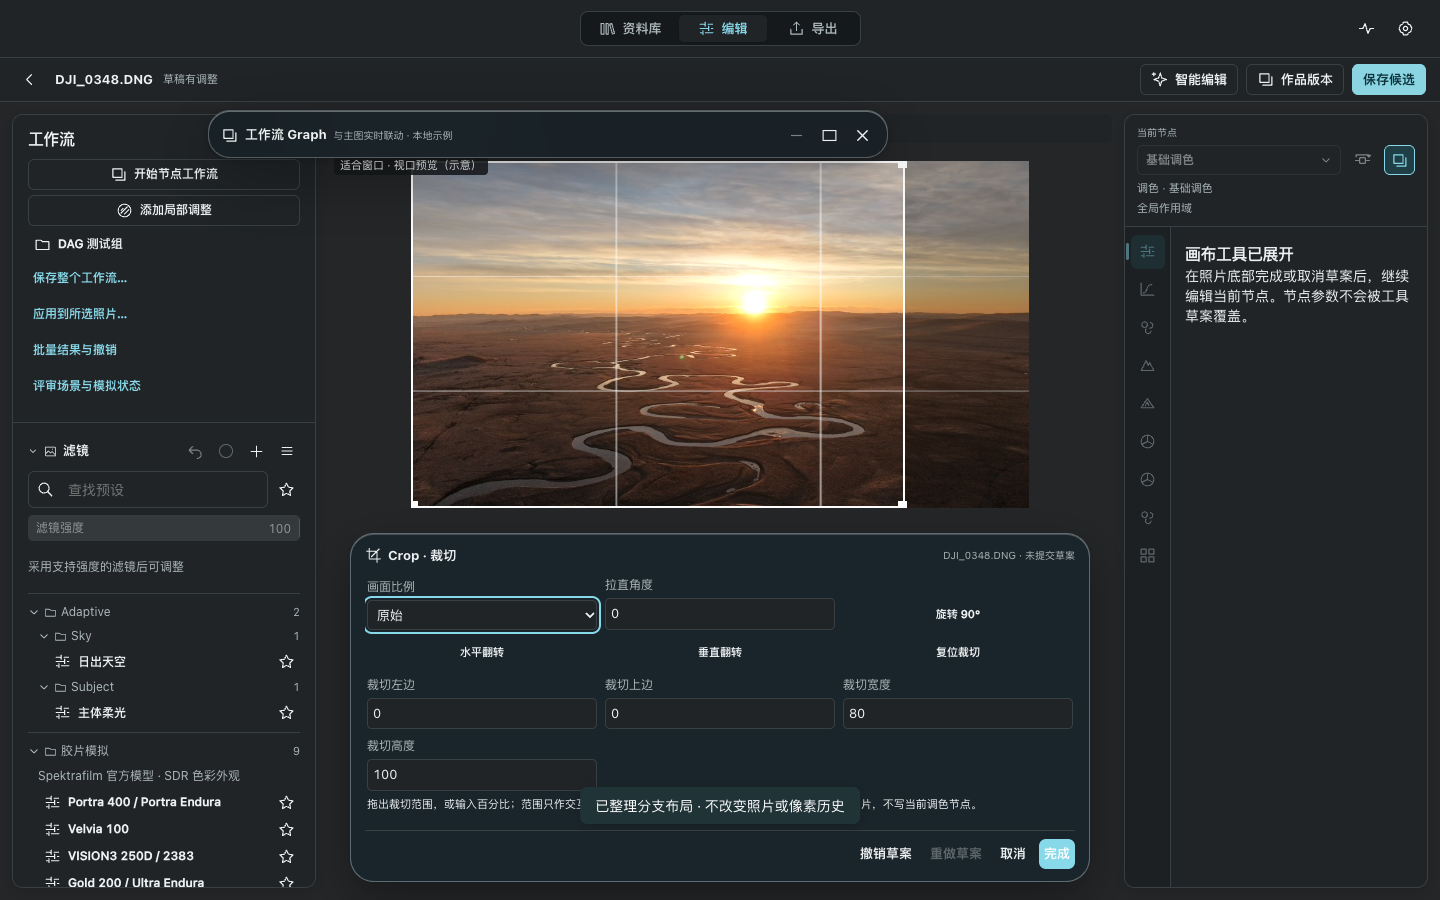 资料库
编辑
导出
DJI_0348.DNG 草稿有调整
智能编辑
作品版本
保存候选
工作流
开始节点工作流
添加局部调整
DAG 测试组
保存整个工作流...
应用到所选照片...
批量结果与撤销
评审场景与模拟状态
滤镜
查找预设
滤镜强度 100
采用支持强度的滤镜后可调整
Adaptive 2
Sky 1
日出天空
Subject 1
主体柔光
胶片模拟 9
Spektrafilm 官方模型 · SDR 色彩外观
Portra 400 / Portra Endura
Velvia 100
VISION3 250D / 2383
Gold 200 / Ultra Endura
工作流 Graph 与主图实时联动 · 本地示例
适合窗口 · 视口预览（示意）
Crop · 裁切
DJI_0348.DNG · 未提交草案
画面比例
拉直角度
原始
0
旋转 90°
水平翻转
垂直翻转
复位裁切
裁切左边
裁切上边
裁切宽度
0
0
80
裁切高度
100
拖出裁切范围，或输入百分比；范围只作交
已整理分支布局 · 不改变照片或像素历史
片，不写当前调色节点。
撤销草案
重做草案
取消
完成
当前节点
基础调色
调色 · 基础调色
全局作用域
画布工具已展开
在照片底部完成或取消草案后，继续
编辑当前节点。节点参数不会被工具
草案覆盖。